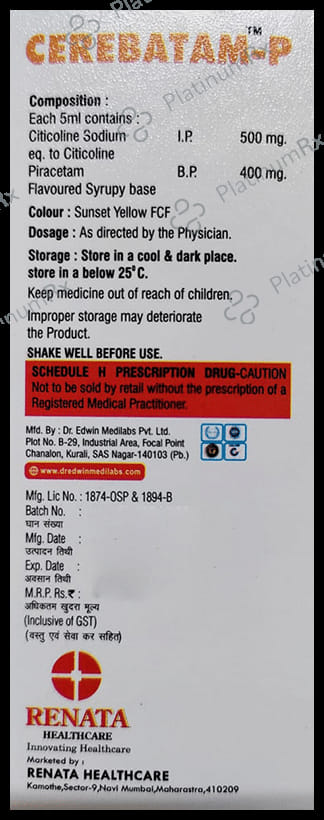 CEREBATAM-P™
Composition :
Each 5ml contains :
Citicoline Sodium I.P. 500 mg.
eq. to Citicoline
Piracetam B.P. 400 mg.
Flavoured Syrupy base
Colour : Sunset Yellow FCF
Dosage : As directed by the Physician.
Storage : Store in a cool & dark place.
store in a below 25°C.
Keep medicine out of reach of children.
Improper storage may deteriorate
the Product.
SHAKE WELL BEFORE USE.
SCHEDULE H PRESCRIPTION DRUG-CAUTION
Not to be sold by retail without the prescription of a
Registered Medical Practitioner.
Mfd. By : Dr. Edwin Medilabs Pvt. Ltd.
Plot No. B-29, Industrial Area, Focal Point
Chanalon, Kurali, SAS Nagar-140103 (Pb.)
www.dredwinmedilabs.com
Mfg. Lic No. : 1874-OSP & 1894-B
Batch No. :
घान संख्या
Mfg. Date :
उत्पादन तिथी
Exp. Date :
अवसान तिथी
M.R.P. Rs.₹ :
अधिकतम खुदरा मूल्य
(Inclusive of GST)
(वस्तु एवं सेवा कर सहित)
RENATA
HEALTHCARE
Innovating Healthcare
Marketed by :
RENATA HEALTHCARE
Kamothe,Sector-9,Navi Mumbai,Maharastra,410209
PlatinumRx
PlatinumRx
PlatinumRx